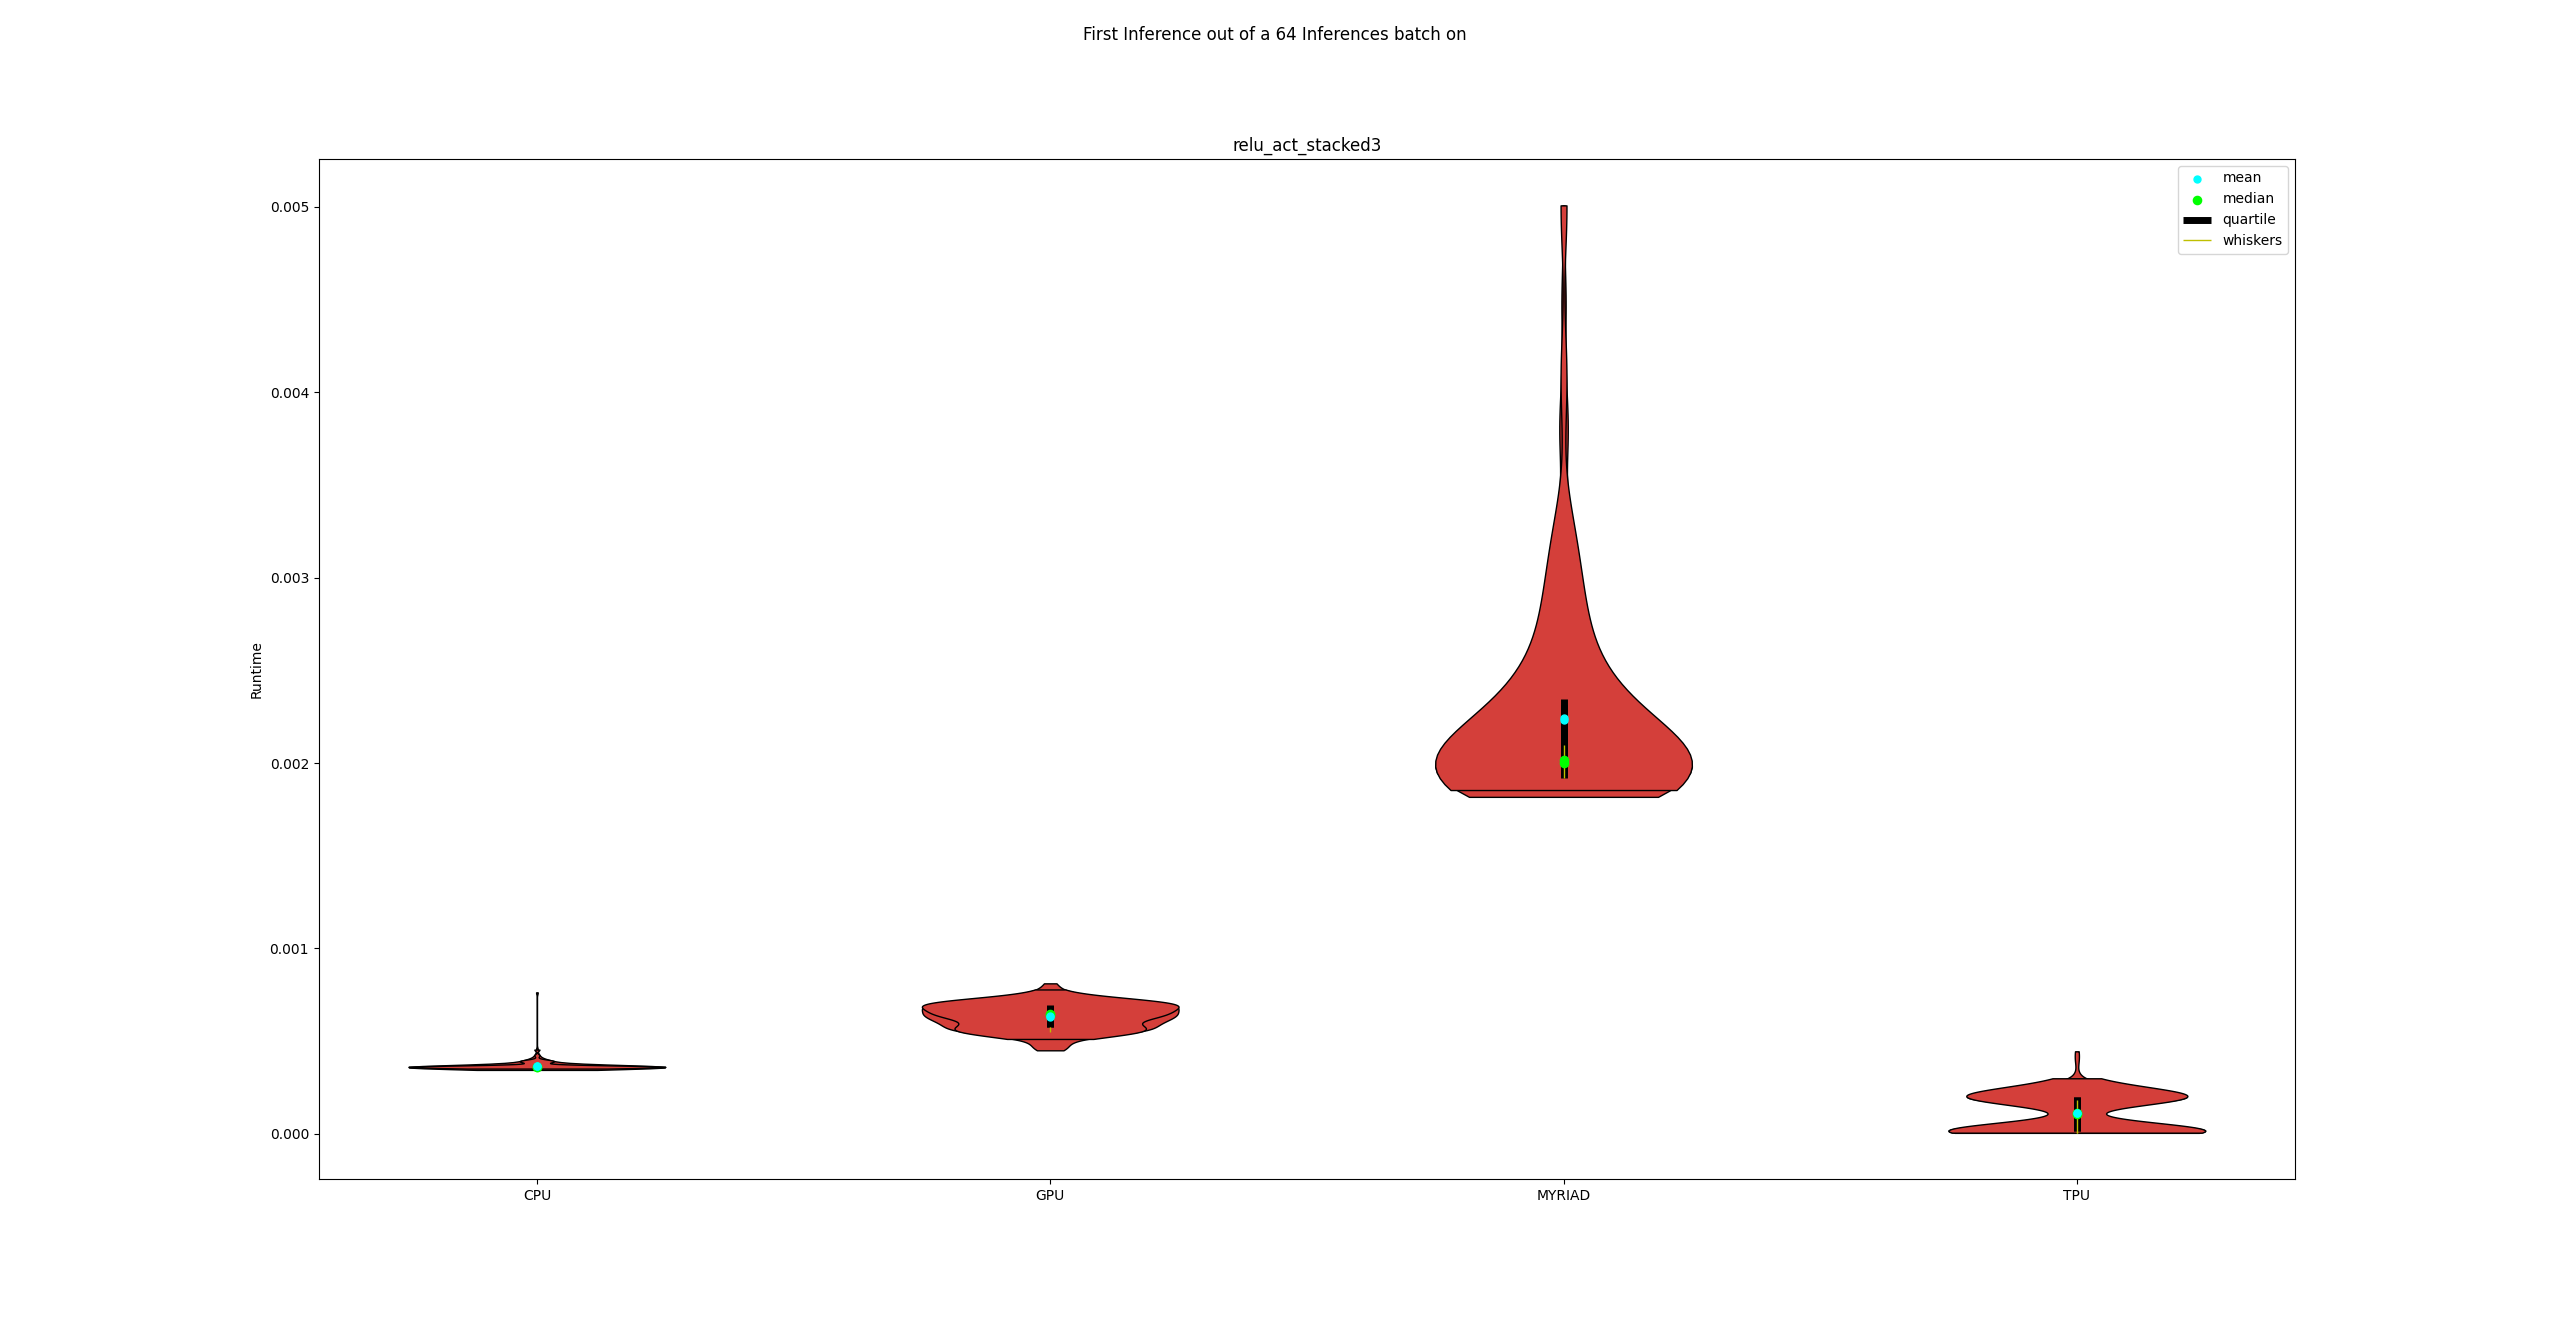 First Inference out of a 64 Inferences batch on
relu_act_stacked3
mean
median
quartile
whiskers
0.005
0.004
0.003
0.002
0.001
0.000
Runtime
CPU
GPU
MYRIAD
TPU